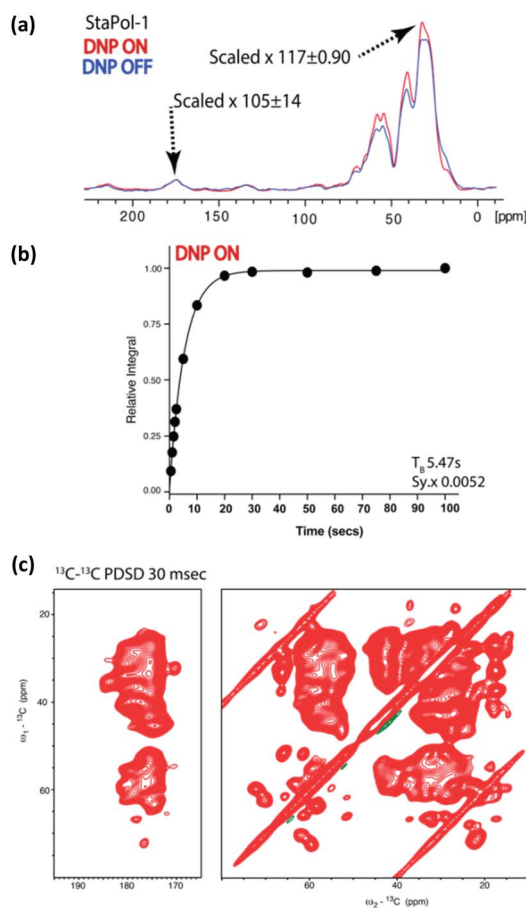 (a)
StaPol-1
DNP ON
DNP OFF
Scaled x 117±0.90
Scaled x 105±14
200 150 100 50 0 [ppm]
(b)
DNP ON
1.00
0.75
0.50
0.25
0.00
Relative Integral
0 10 20 30 40 50 60 70 80 90 100
Time (secs)
T_B 5.47s
Sy.x 0.0052
(c)
¹³C-¹³C PDSD 30 msec
20
40
60
ω₁ - ¹³C (ppm)
190 180 170
60 40 20
ω₂ - ¹³C (ppm)